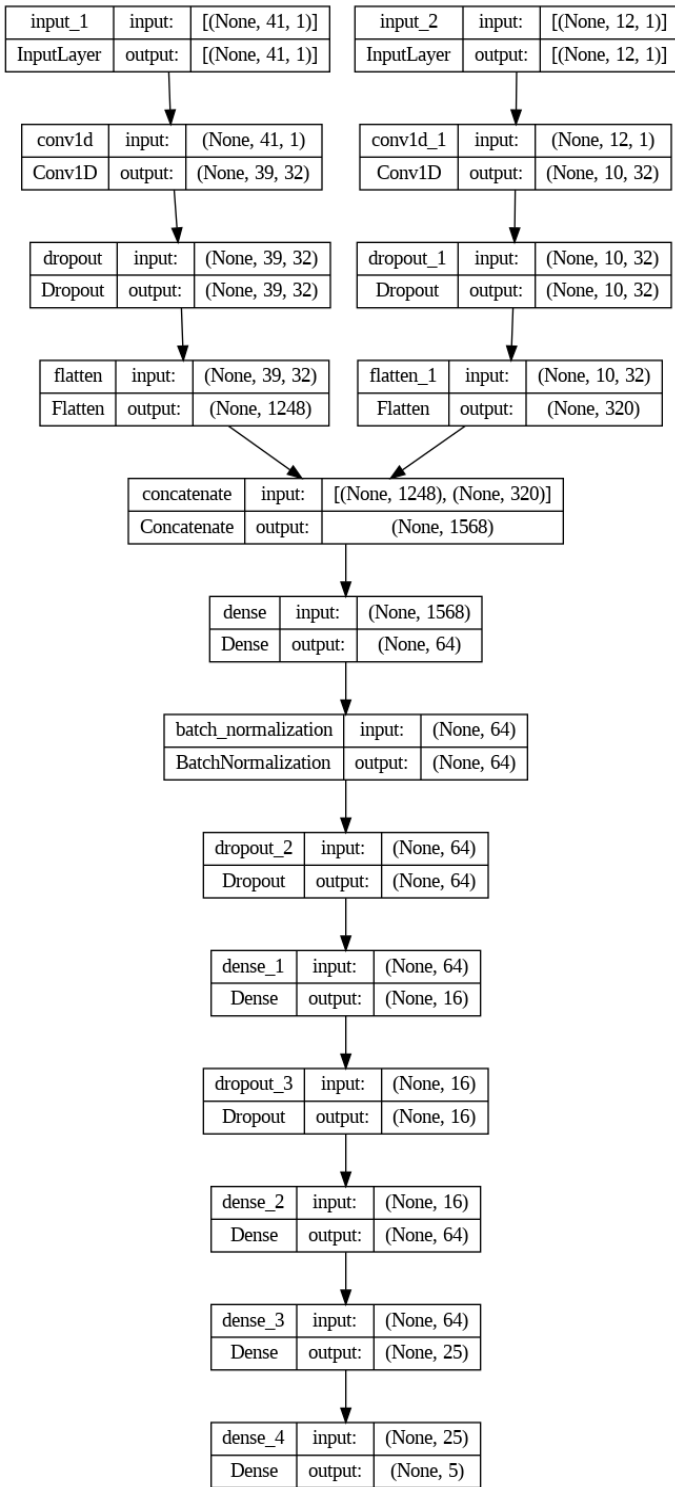 input_1 input: [(None, 41, 1)]
InputLayer output: [(None, 41, 1)]
input_2 input: [(None, 12, 1)]
InputLayer output: [(None, 12, 1)]
conv1d input: (None, 41, 1)
Conv1D output: (None, 39, 32)
conv1d_1 input: (None, 12, 1)
Conv1D output: (None, 10, 32)
dropout input: (None, 39, 32)
Dropout output: (None, 39, 32)
dropout_1 input: (None, 10, 32)
Dropout output: (None, 10, 32)
flatten input: (None, 39, 32)
Flatten output: (None, 1248)
flatten_1 input: (None, 10, 32)
Flatten output: (None, 320)
concatenate input: [(None, 1248), (None, 320)]
Concatenate output: (None, 1568)
dense input: (None, 1568)
Dense output: (None, 64)
batch_normalization input: (None, 64)
BatchNormalization output: (None, 64)
dropout_2 input: (None, 64)
Dropout output: (None, 64)
dense_1 input: (None, 64)
Dense output: (None, 16)
dropout_3 input: (None, 16)
Dropout output: (None, 16)
dense_2 input: (None, 16)
Dense output: (None, 64)
dense_3 input: (None, 64)
Dense output: (None, 25)
dense_4 input: (None, 25)
Dense output: (None, 5)